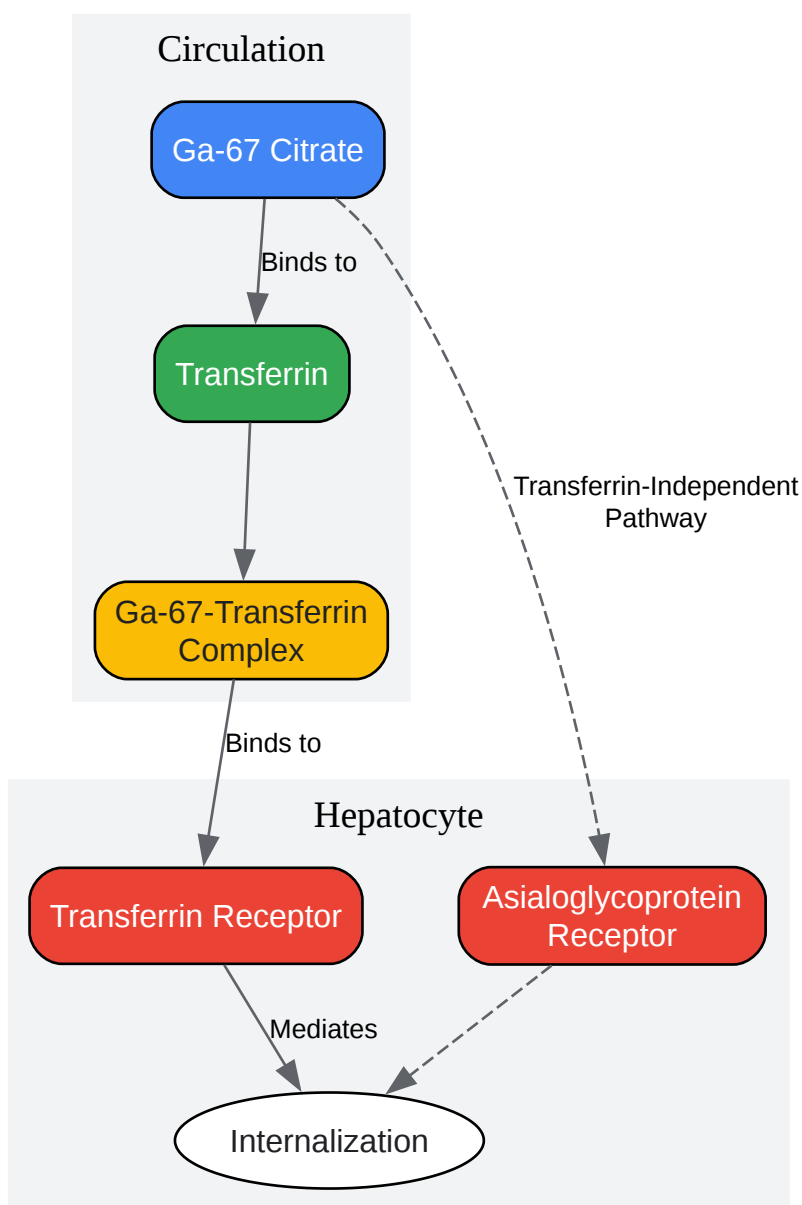 Circulation
Ga-67 Citrate
Binds to
Transferrin
Transferrin-Independent
Pathway
Ga-67-Transferrin
Complex
Binds to
Hepatocyte
Transferrin Receptor
Asialoglycoprotein
Receptor
Mediates
Internalization